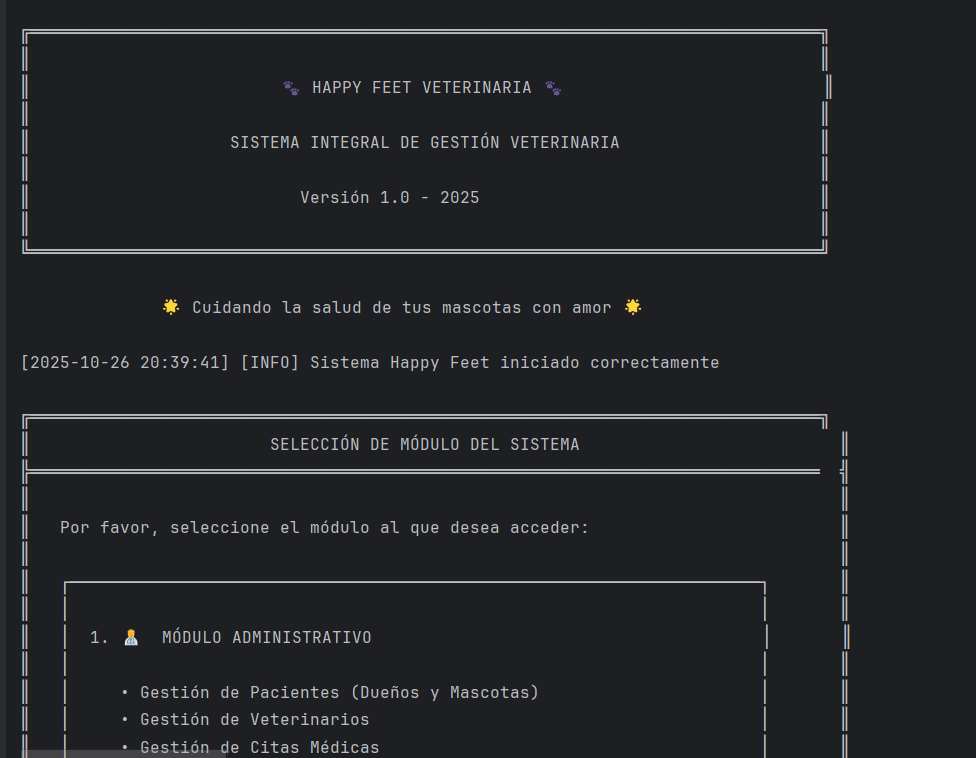 🐾 HAPPY FEET VETERINARIA 🐾
SISTEMA INTEGRAL DE GESTIÓN VETERINARIA
Versión 1.0 - 2025
🌟 Cuidando la salud de tus mascotas con amor 🌟
[2025-10-26 20:39:41] [INFO] Sistema Happy Feet iniciado correctamente
SELECCIÓN DE MÓDULO DEL SISTEMA
Por favor, seleccione el módulo al que desea acceder:
1. 👨‍⚕️ MÓDULO ADMINISTRATIVO
• Gestión de Pacientes (Dueños y Mascotas)
• Gestión de Veterinarios
• Gestión de Citas Médicas